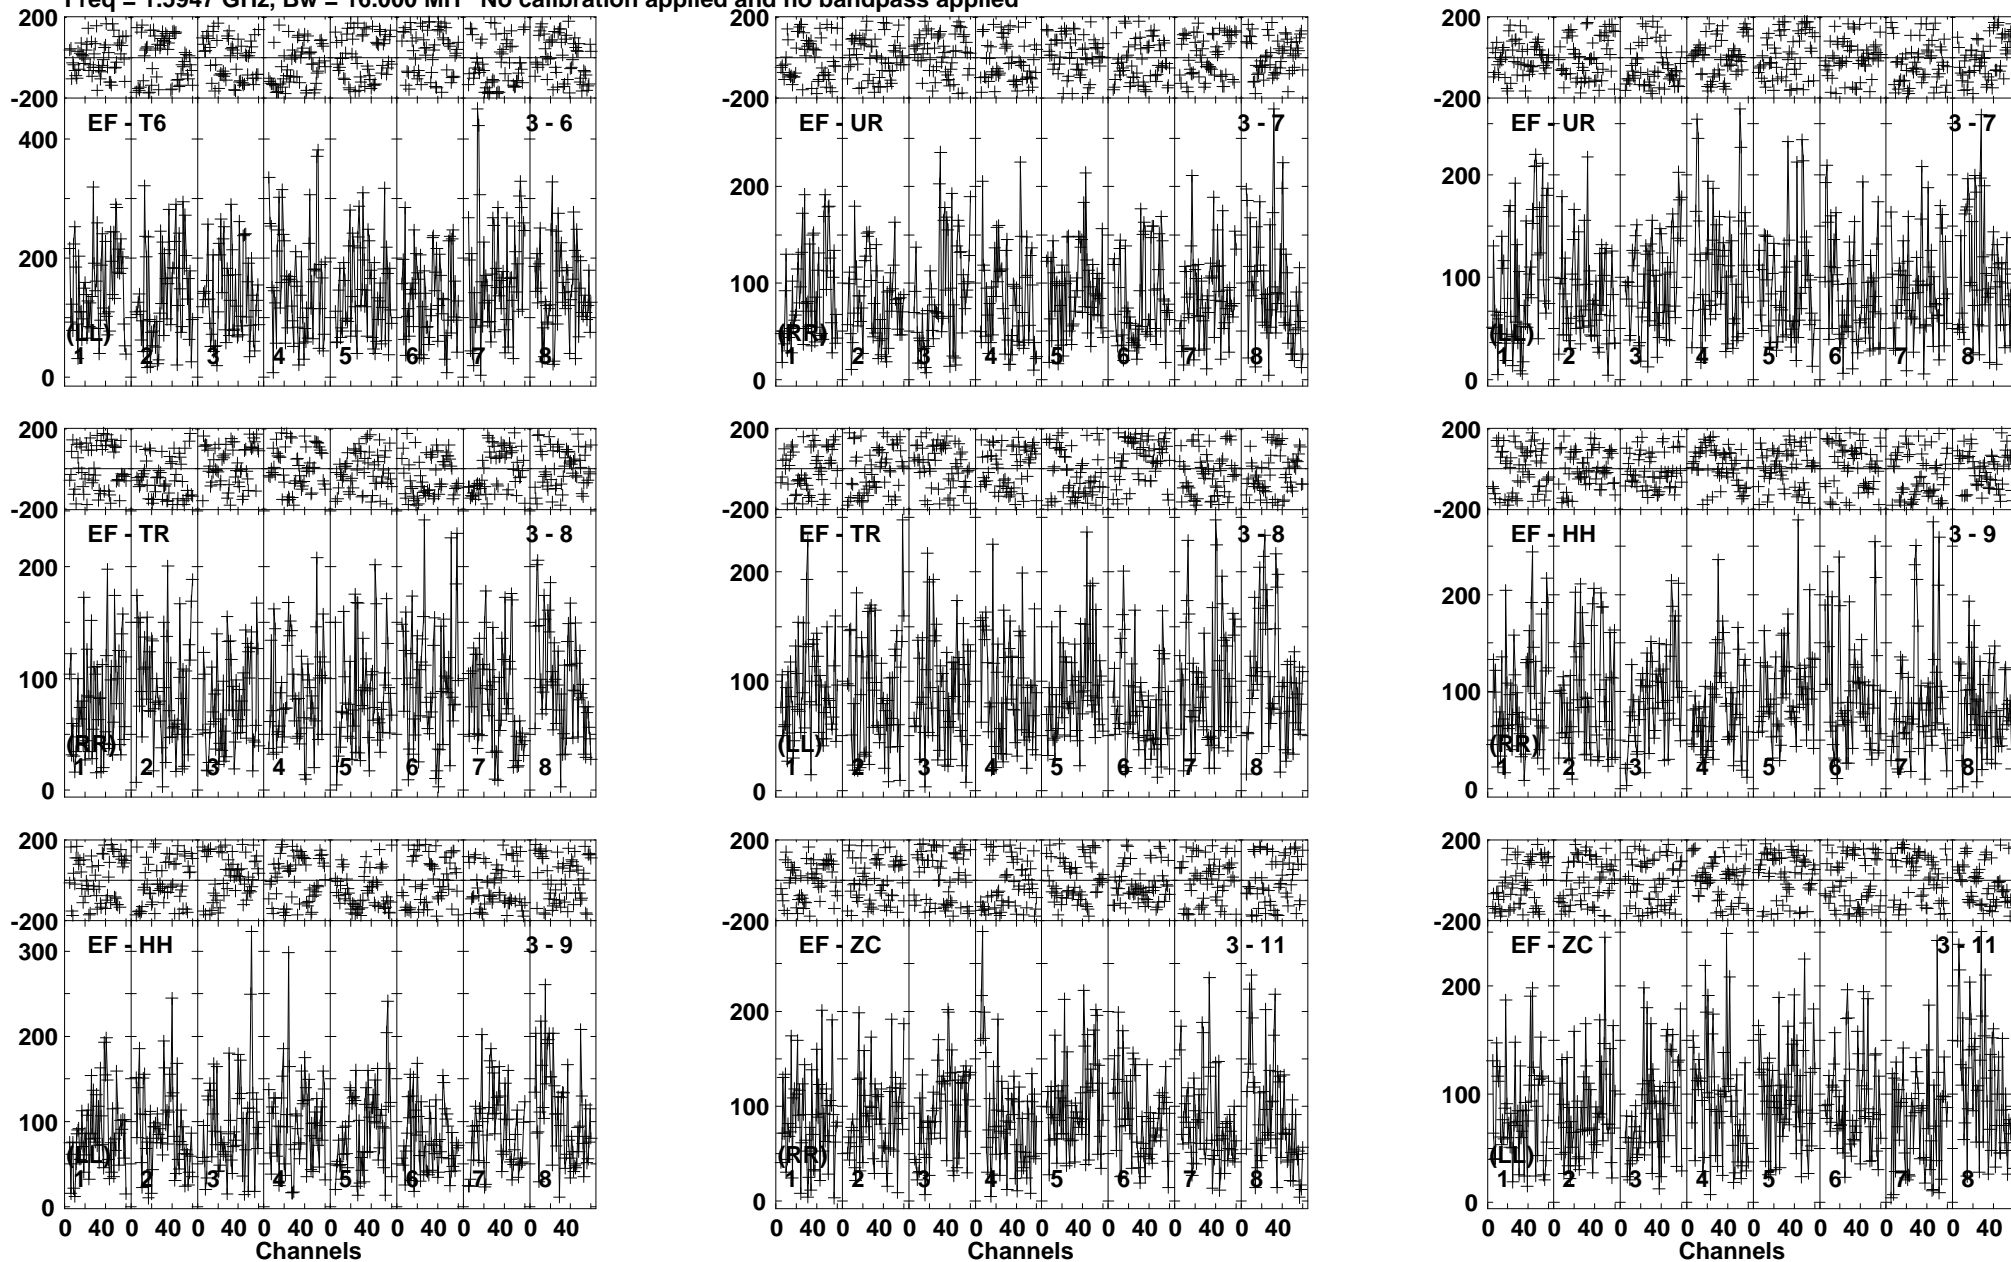 Freq = 1.5947 GHz, Bw = 16.000 MH No calibration applied and no bandpass applied
200 200 200
-200 -200 -200
EF - T6 3 - 6 EF - UR 3 - 7 EF - UR 3 - 7
400
200 200 200
100 100
(LL) (RR) (LL)
1 2 3 4 5 6 7 8 1 2 3 4 5 6 7 8 1 2 3 4 5 6 7 8
0 0 0
200 200 200
-200 -200 -200
EF - TR 3 - 8 EF - TR 3 - 8 EF - HH 3 - 9
200 200 200
100 100 100
(RR) (LL) (RR)
1 2 3 4 5 6 7 8 1 2 3 4 5 6 7 8 1 2 3 4 5 6 7 8
0 0 0
200 200 200
-200 -200 -200
EF - HH 3 - 9 EF - ZC 3 - 11 EF - ZC 3 - 11
300
200 200 200
100 100 100
(LL) (RR) (LL)
1 2 3 4 5 6 7 8 1 2 3 4 5 6 7 8 1 2 3 4 5 6 7 8
0 0 0
0 40 0 40 0 40 0 40 0 40 0 40 0 40 0 40 0 40 0 40 0 40 0 40 0 40 0 40 0 40 0 40 0 40 0 40 0 40 0 40 0 40 0 40 0 40 0 40
Channels Channels